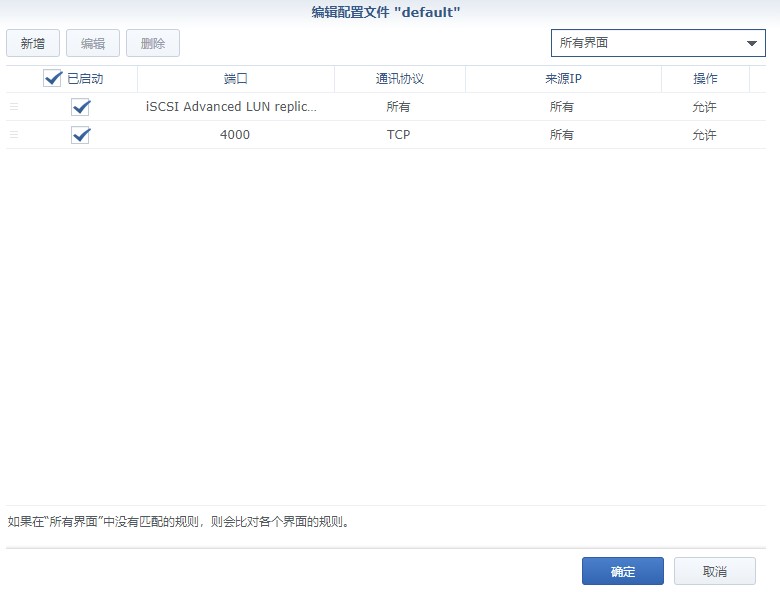 编辑配置文件 "default"
新增 编辑 删除 所有界面
已启动 端口 通讯协议 来源IP 操作
iSCSI Advanced LUN replic... 所有 所有 允许
4000 TCP 所有 允许
如果在“所有界面”中没有匹配的规则，则会比对各个界面的规则。
确定 取消